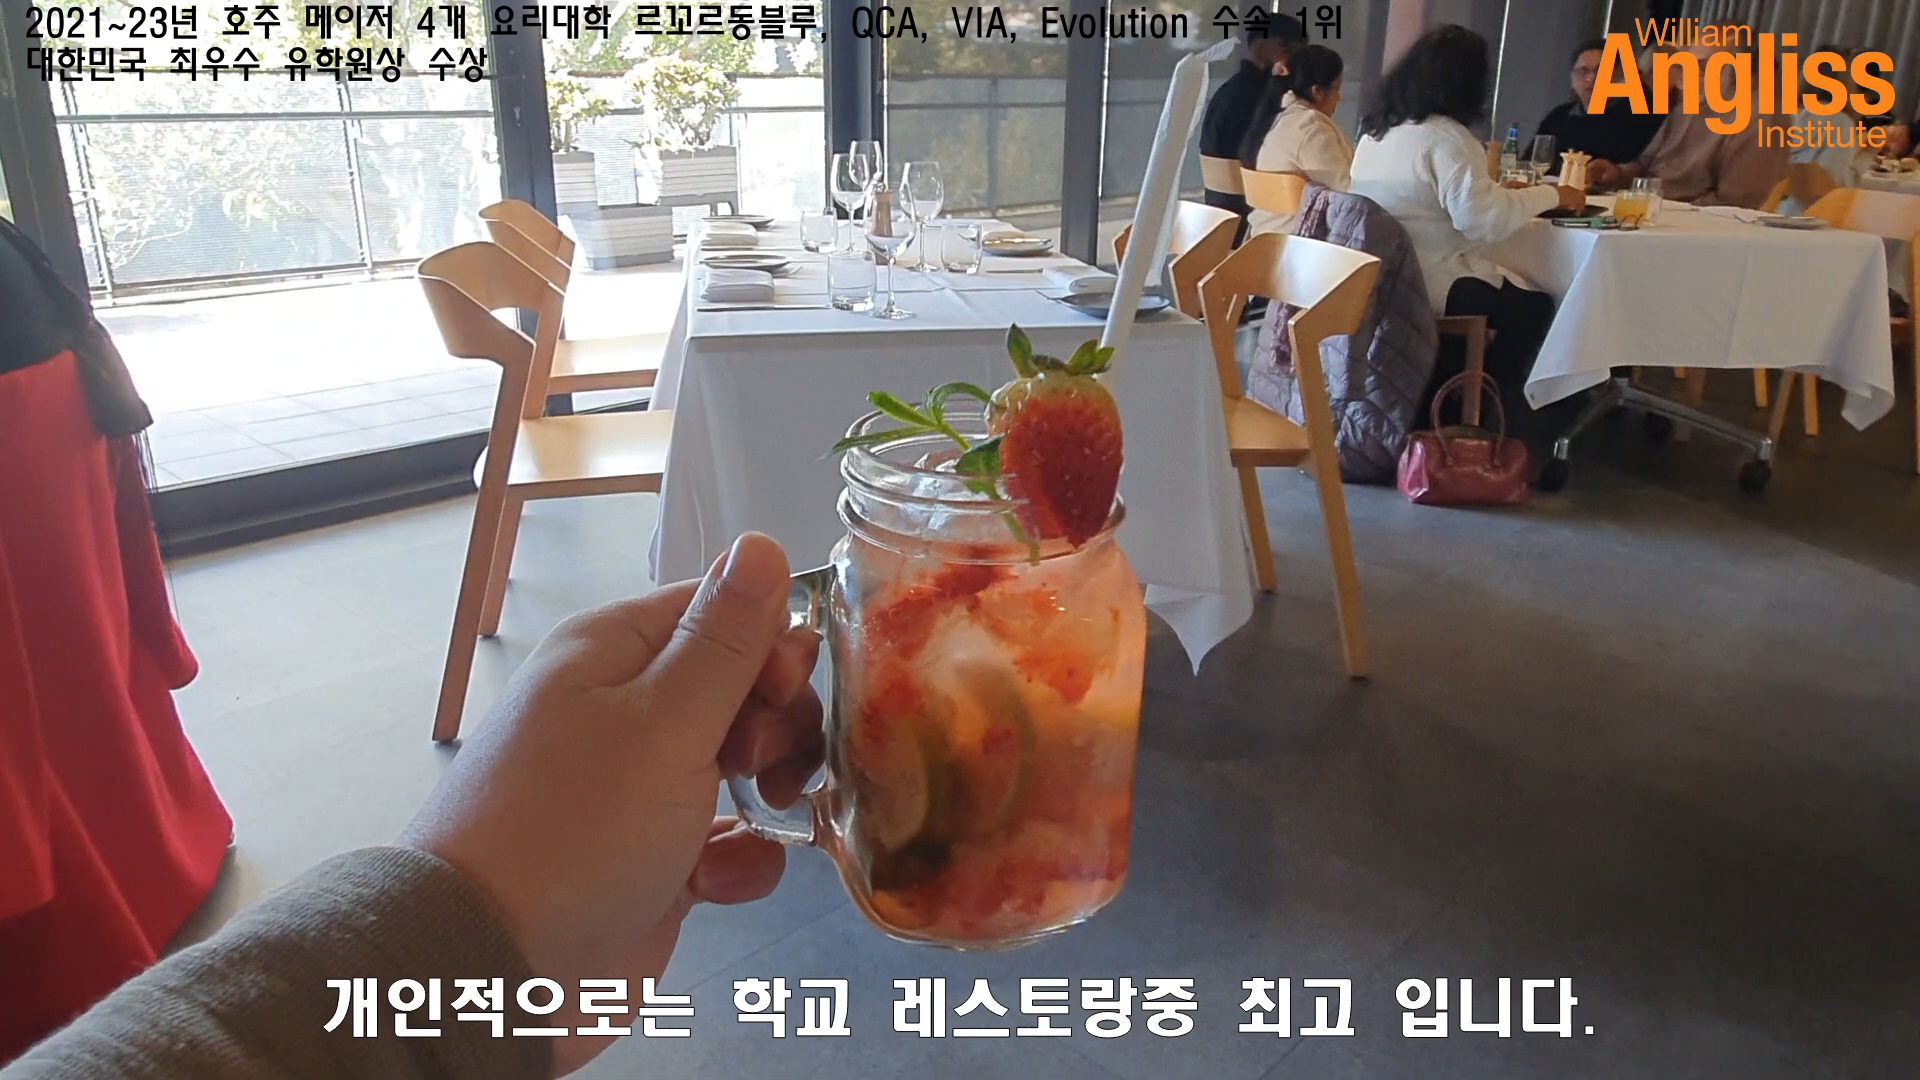 2021~23년 호주 메이저 4개 요리대학 르꼬르동블루, QCA, VIA, Evolution 수속 1위
대한민국 최우수 유학원상 수상
William
Angliss
Institute
개인적으로는 학교 레스토랑중 최고 입니다.